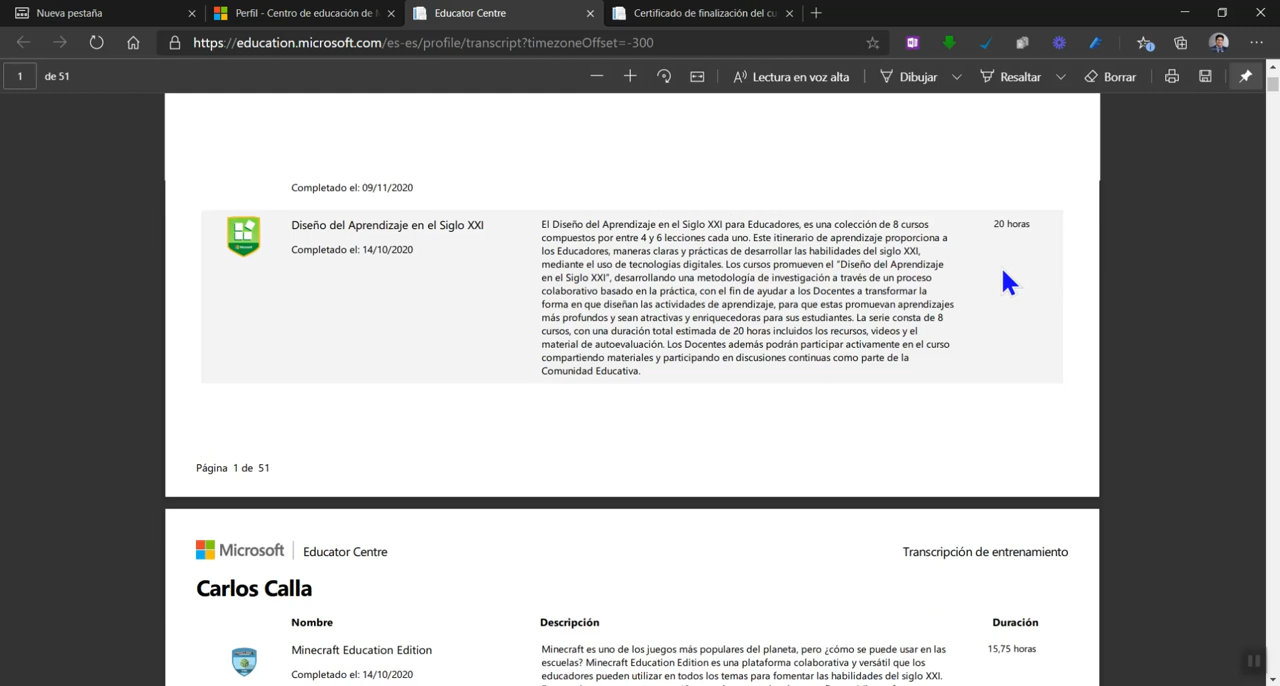 Nueva pestaña
Perfil - Centro de educación de M
Educator Centre
Certificado de finalización del cu
https://education.microsoft.com/es-es/profile/transcript?timezoneOffset=-300
1 de 51
Lectura en voz alta
Dibujar
Resaltar
Borrar
Completado el: 09/11/2020
Diseño del Aprendizaje en el Siglo XXI
Completado el: 14/10/2020
El Diseño del Aprendizaje en el Siglo XXI para Educadores, es una colección de 8 cursos
compuestos por entre 4 y 6 lecciones cada uno. Este itinerario de aprendizaje proporciona a
los Educadores, maneras claras y prácticas de desarrollar las habilidades del siglo XXI,
mediante el uso de tecnologías digitales. Los cursos promueven el "Diseño del Aprendizaje
en el Siglo XXI", desarrollando una metodología de investigación a través de un proceso
colaborativo basado en la práctica, con el fin de ayudar a los Docentes a transformar la
forma en que diseñan las actividades de aprendizaje, para que estas promuevan aprendizajes
más profundos y sean atractivas y enriquecedoras para sus estudiantes. La serie consta de 8
cursos, con una duración total estimada de 20 horas incluidos los recursos, videos y el
material de autoevaluación. Los Docentes además podrán participar activamente en el curso
compartiendo materiales y participando en discusiones continuas como parte de la
Comunidad Educativa.
20 horas
Página 1 de 51
Microsoft
Educator Centre
Transcripción de entrenamiento
Carlos Calla
Nombre
Descripción
Duración
Minecraft Education Edition
Completado el: 14/10/2020
Minecraft es uno de los juegos más populares del planeta, pero ¿cómo se puede usar en las
escuelas? Minecraft Education Edition es una plataforma colaborativa y versátil que los
educadores pueden utilizar en todos los temas para fomentar las habilidades del siglo XXI.
15,75 horas